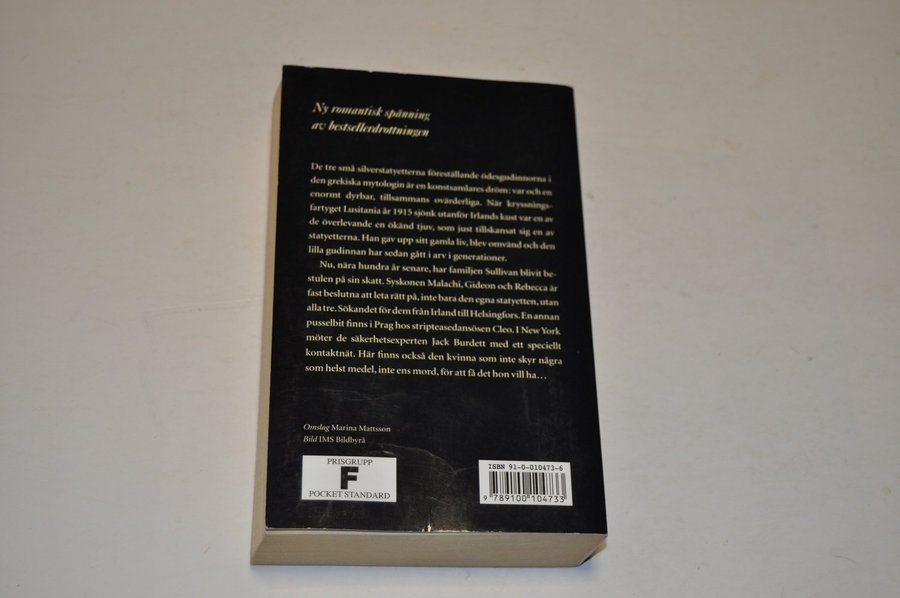 Ny romantisk spänning
av bestsellerdrottningen
De tre små silverstatyetterna föreställande ödesgudinnorna i
den grekiska mytologin är en konstsamlares dröm: var och en
enormt dyrbar, tillsammans ovärderliga. När kryssnings-
fartyget Lusitania år 1915 sjönk utanför Irlands kust var en av
de överlevande en ökänd tjuv, som just tillskansat sig en av
statyetterna. Han gav upp sitt gamla liv, blev omvänd och den
lilla gudinnan har sedan gått i arv i generationer.
Nu, nära hundra år senare, har familjen Sullivan blivit be-
stulen på sin skatt. Syskonen Malachi, Gideon och Rebecca är
fast beslutna att leta rätt på, inte bara den egna statyetten, utan
alla tre. Sökandet för dem från Irland till Helsingfors. En annan
pusselbit finns i Prag hos stripteasedansösen Cleo. I New York
möter de säkerhetsexperten Jack Burdett med ett speciellt
kontaktnät. Här finns också den kvinna som inte skyr några
som helst medel, inte ens mord, för att få det hon vill ha…
Omslag Marina Mattsson
Bild IMS Bildbyrå
PRISGRUPP
F
POCKET STANDARD
ISBN 91-0-010473-6
9 789100 104733